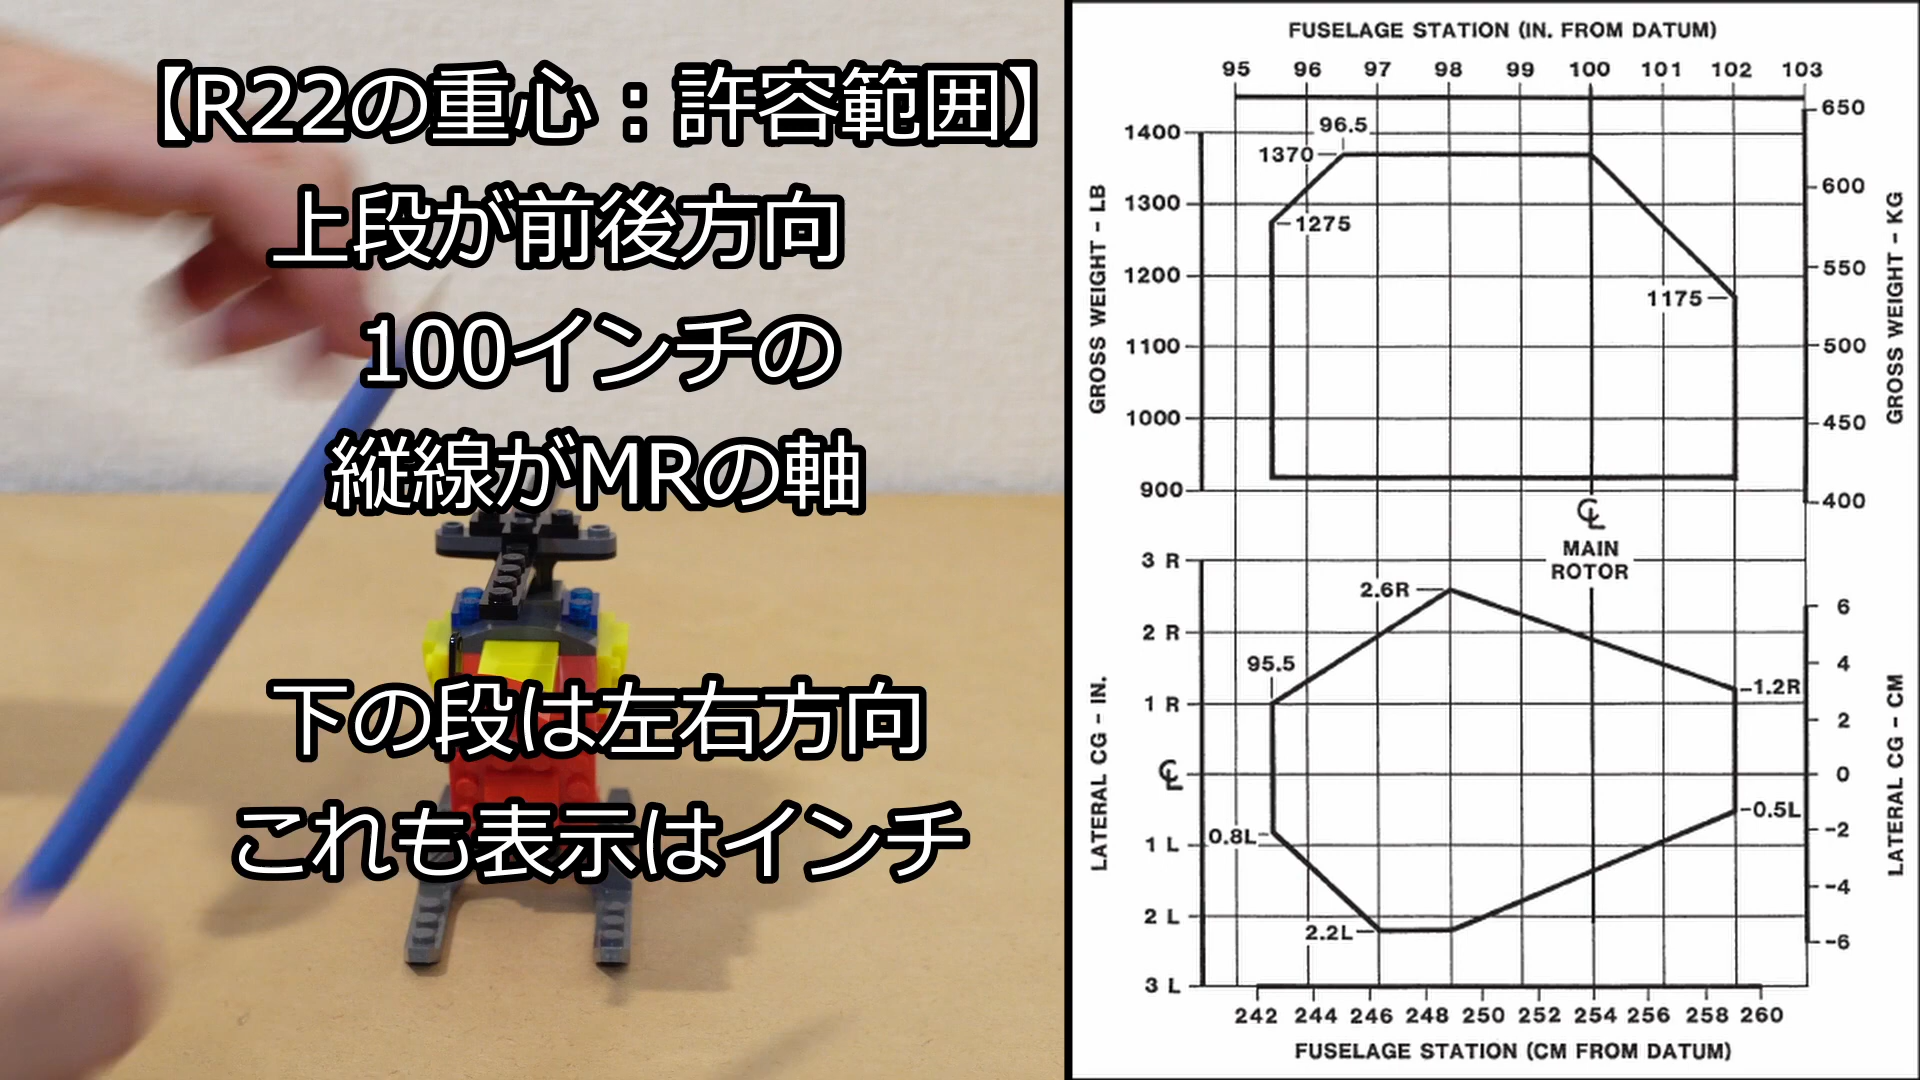 【R22の重心：許容範囲】
上段が前後方向
100インチの
縦線がMRの軸
下の段は左右方向
これも表示はインチ
FUSELAGE STATION (IN. FROM DATUM)
95 96 97 98 99 100 101 102 103
GROSS WEIGHT - LB
1400
1300
1200
1100
1000
900
96.5
1370
1275
1175
650
600
550
500
450
400
GROSS WEIGHT - KG
℄
MAIN
ROTOR
LATERAL CG - IN.
3 R
2 R
1 R
℄
1 L
2 L
3 L
2.6R
95.5
1.2R
0.8L
0.5L
2.2L
6
4
2
0
-2
-4
-6
LATERAL CG - CM
242 244 246 248 250 252 254 256 258 260
FUSELAGE STATION (CM FROM DATUM)